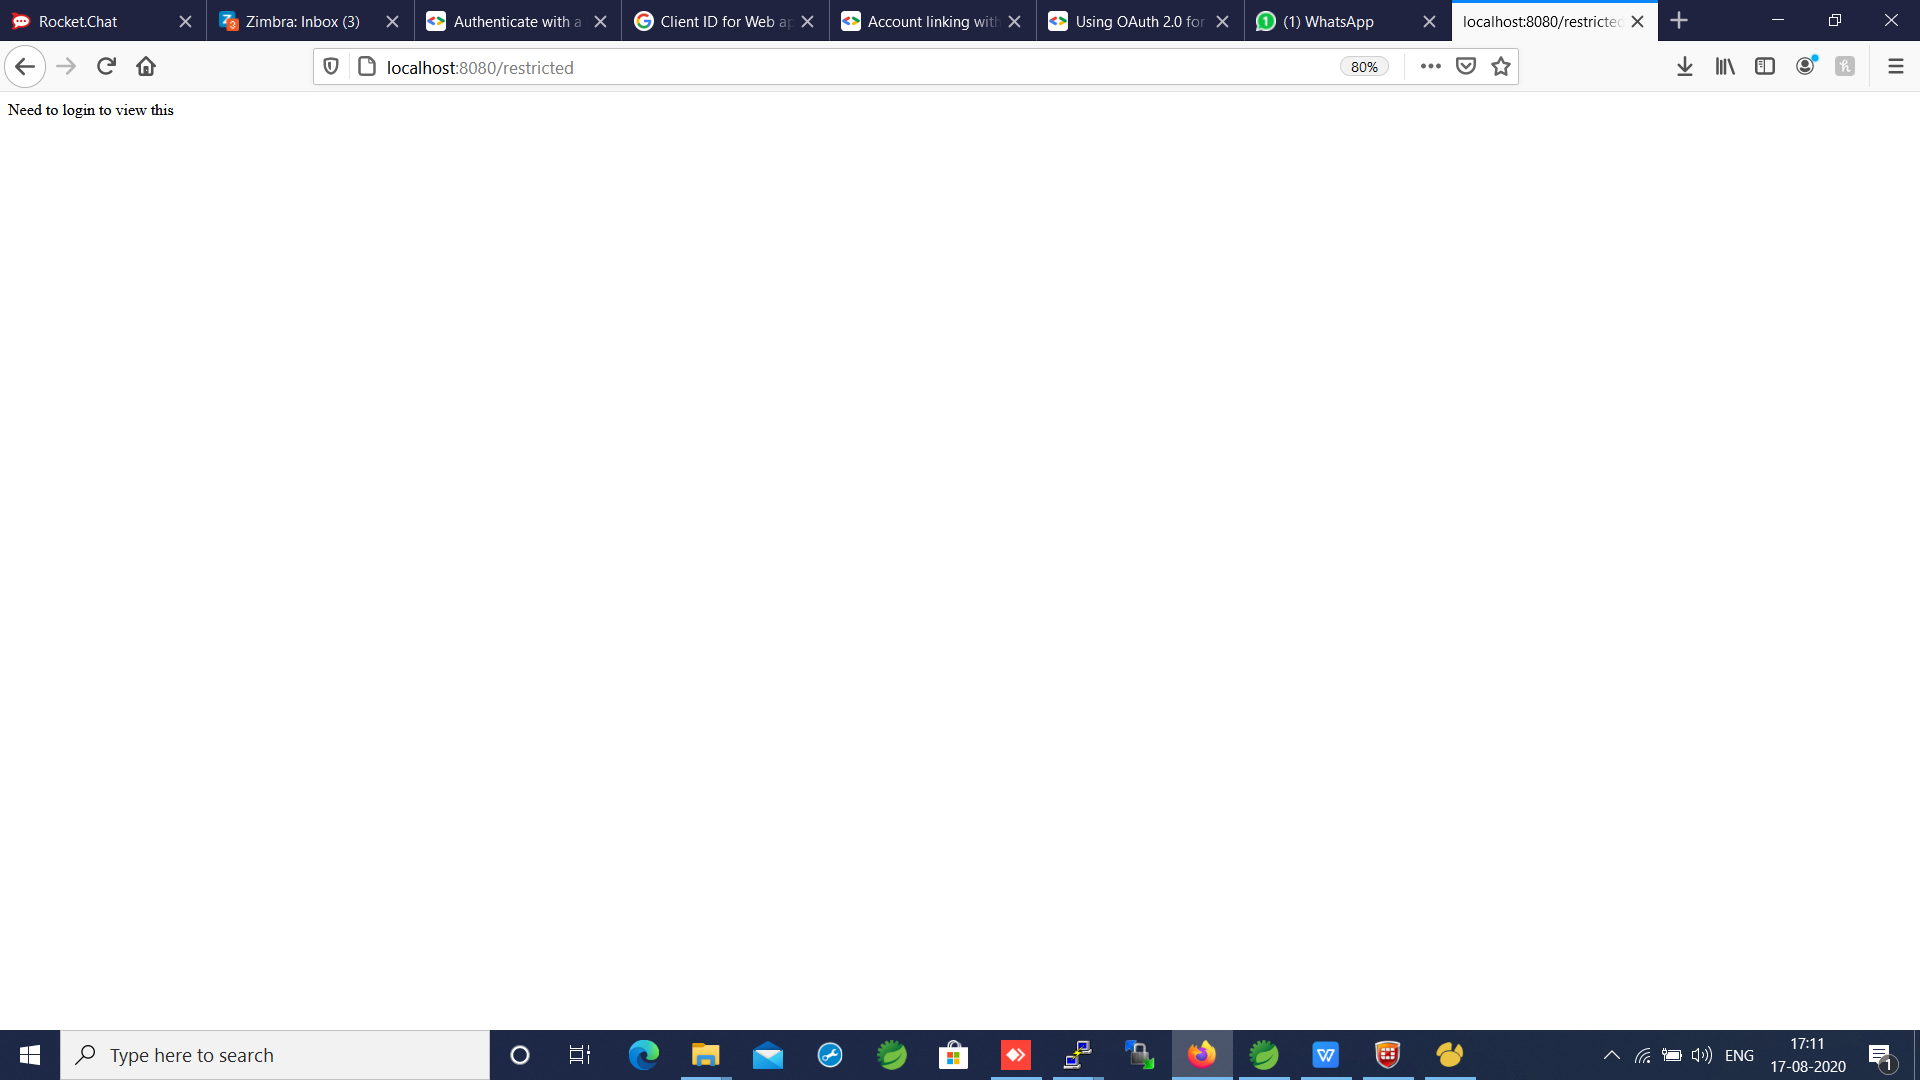 Rocket.Chat
Zimbra: Inbox (3)
Authenticate with a
Client ID for Web ap
Account linking with
Using OAuth 2.0 for
(1) WhatsApp
localhost:8080/restricted
localhost:8080/restricted
80%
Need to login to view this
Type here to search
ENG
17:11
17-08-2020
1